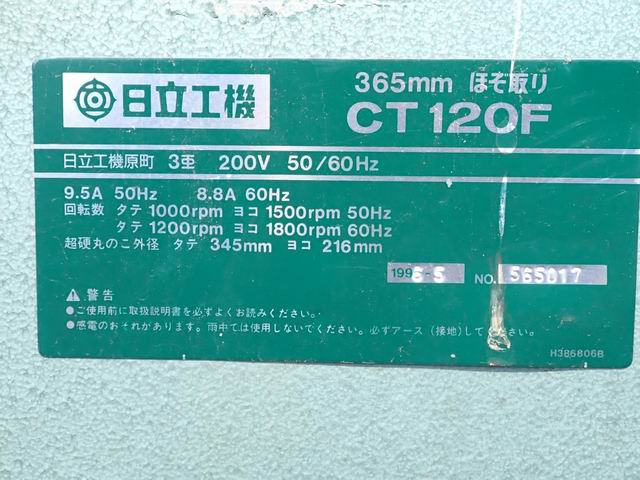 日立工機
365mm ほぞ取り
CT120F
日立工機原町 3相 200V 50/60Hz
9.5A 50Hz 8.8A 60Hz
回転数 タテ 1000rpm ヨコ 1500rpm 50Hz
タテ 1200rpm ヨコ 1800rpm 60Hz
超硬丸のこ外径 タテ 345mm ヨコ 216mm
NO. 565017
警告
●ご使用前に取扱説明書を必ずよくお読みください。
●感電のおそれがあります。雨中では使用しないでください。必ずアース(接地)してください。
H386806B